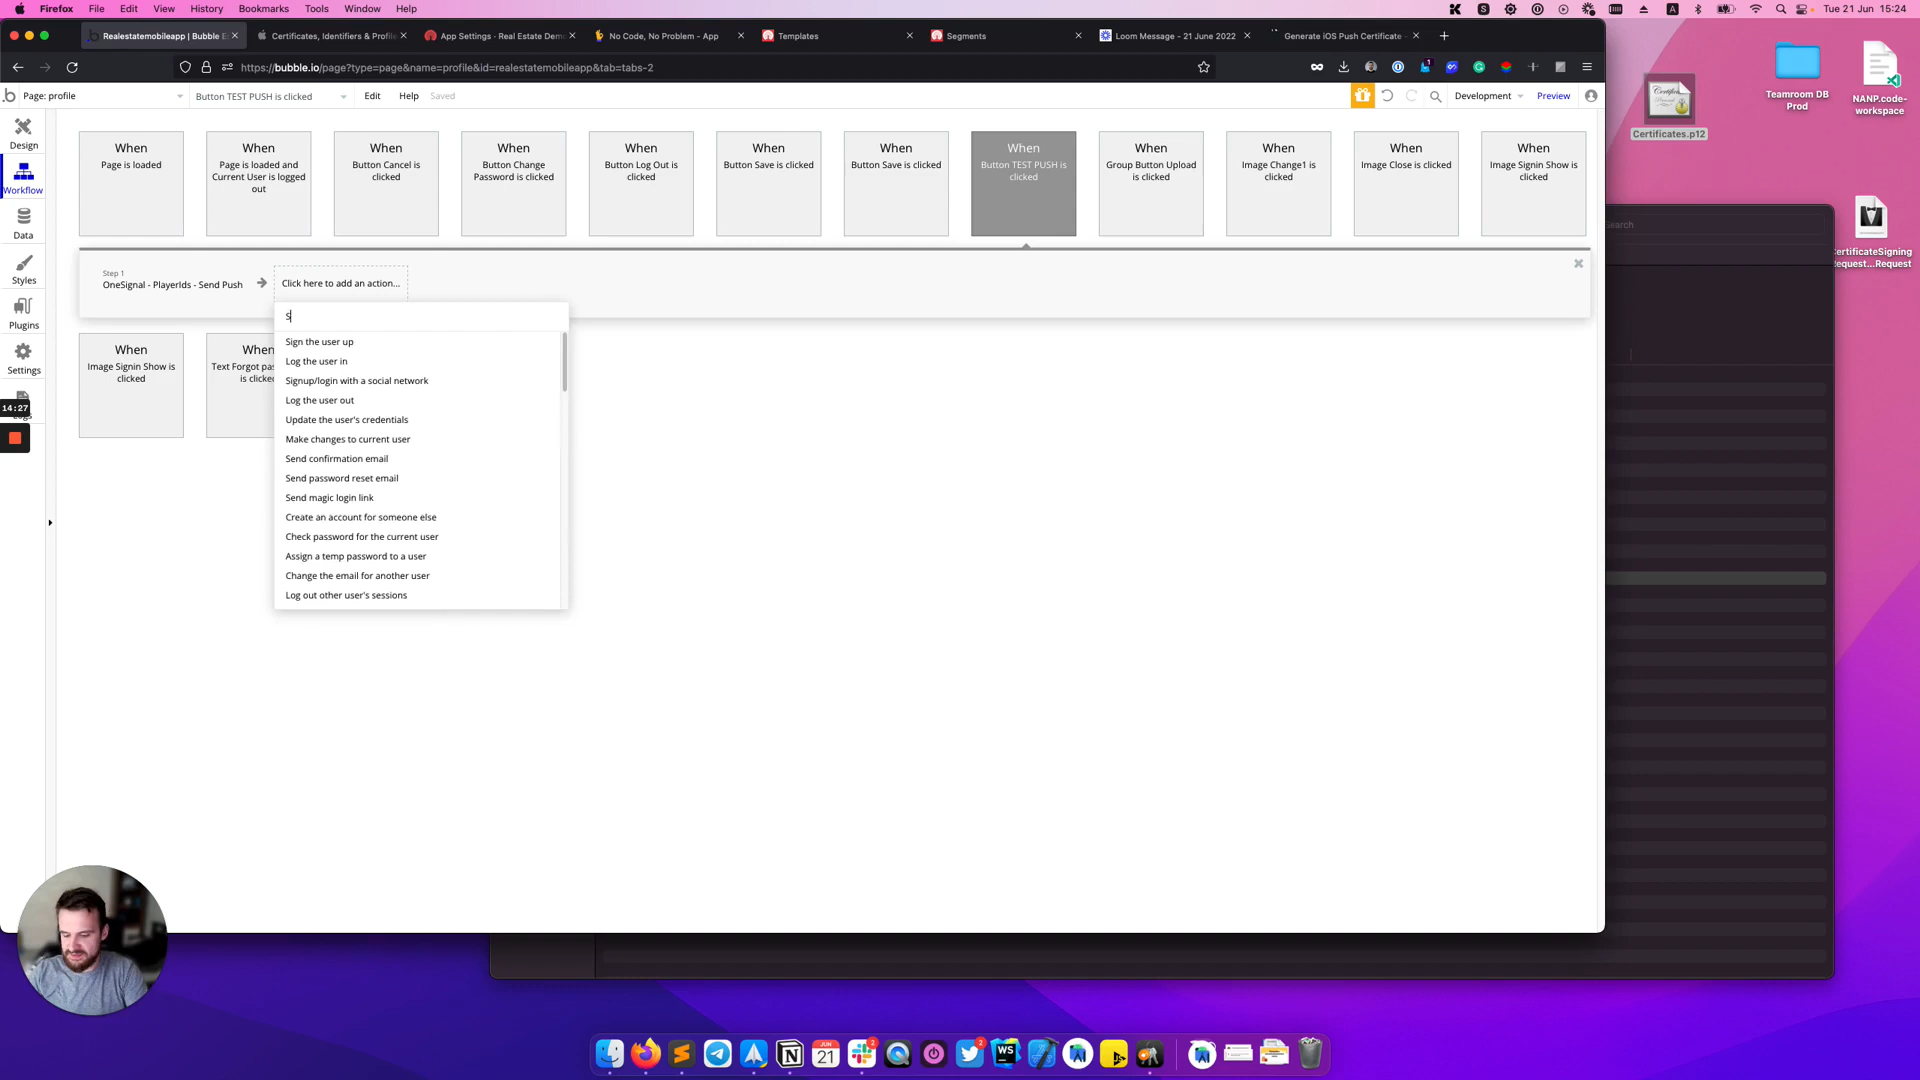 Firefox File Edit View History Bookmarks Tools Window Help
Tue 21 Jun 15:24
Realestatemobileapp | Bubble E
Certificates, Identifiers & Profile
App Settings - Real Estate Dem
No Code, No Problem - App
Templates
Segments
Loom Message - 21 June 2022
Generate iOS Push Certificate -
https://bubble.io/page?type=page&name=profile&id=realestatemobileapp&tab=tabs-2
Page: profile
Button TEST PUSH is clicked
Edit
Help
Saved
Development
Preview
Design
Workflow
Data
Styles
Plugins
Settings
14:27
When
Page is loaded
When
Page is loaded and
Current User is logged
out
When
Button Cancel is
clicked
When
Button Change
Password is clicked
When
Button Log Out is
clicked
When
Button Save is clicked
When
Button Save is clicked
When
Button TEST PUSH is
clicked
When
Group Button Upload
is clicked
When
Image Change1 is
clicked
When
Image Close is clicked
When
Image Signin Show is
clicked
Step 1
OneSignal - PlayerIds - Send Push
Click here to add an action...
S
Sign the user up
Log the user in
Signup/login with a social network
Log the user out
Update the user's credentials
Make changes to current user
Send confirmation email
Send password reset email
Send magic login link
Create an account for someone else
Check password for the current user
Assign a temp password to a user
Change the email for another user
Log out other user's sessions
When
Image Signin Show is
clicked
When
Text Forgot pas
is clicked
Certificates.p12
Teamroom DB
Prod
NANP.code-
workspace
CertificateSigning
Request...Request
Search
JUN
21
2
2
1